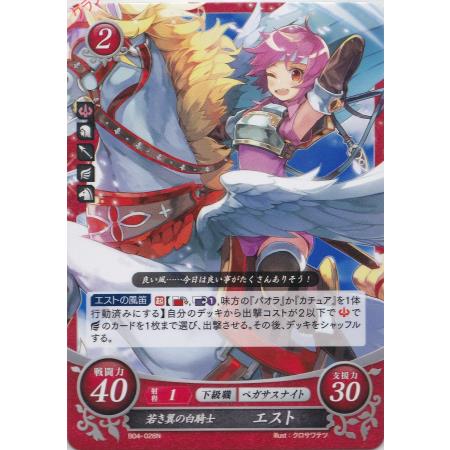 2
良い風……今日は良い事がたくさんありそう！
エストの風笛 起【、1,味方の『パオラ』か『カチュア』を1体
行動済みにする】自分のデッキから出撃コストが2以下で
のカードを1枚まで選び、出撃させる。その後、デッキをシャッフル
する。
戦闘力
40
射程
1
下級職
ペガサスナイト
支援力
30
若き翼の白騎士 エスト
B04-026N
Illust：クロサワテツ